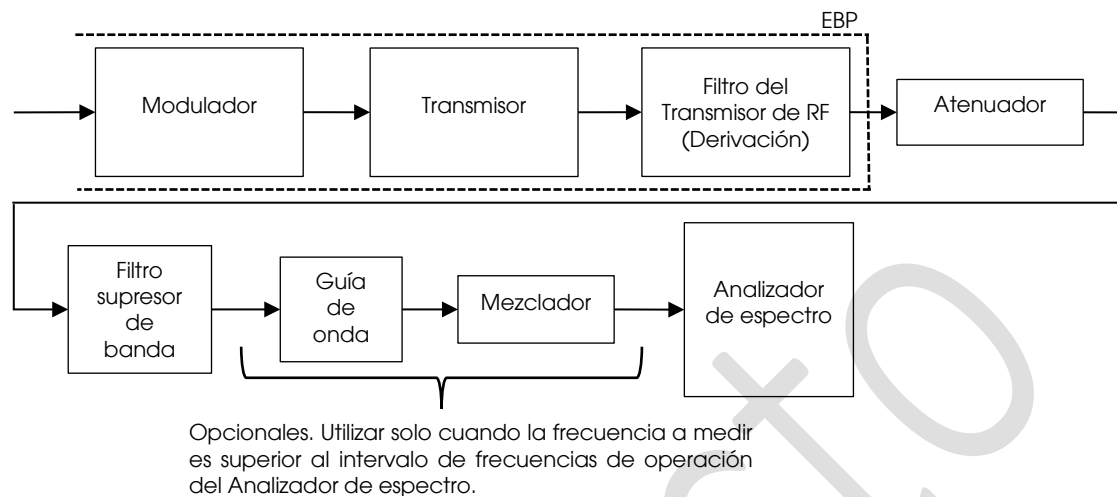 EBP
Modulador
Transmisor
Filtro del
Transmisor de RF
(Derivación)
Atenuador
Filtro
supresor
de
banda
Guía
de
onda
Mezclador
Analizador
de espectro
Opcionales. Utilizar solo cuando la frecuencia a medir
es superior al intervalo de frecuencias de operación
del Analizador de espectro.